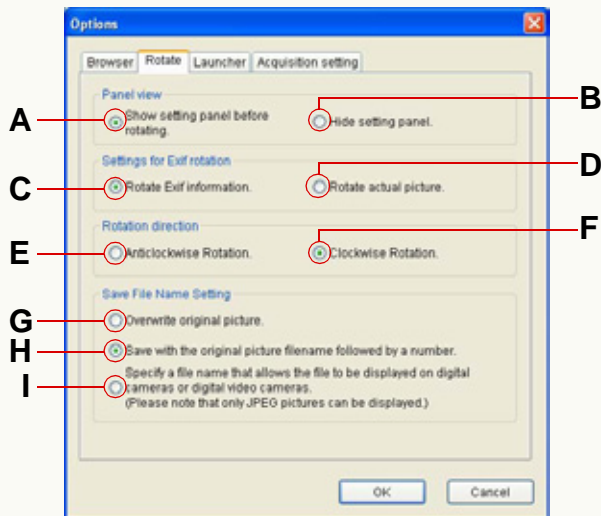 Options
Browser Rotate Launcher Acquisition setting
Panel view
B
A
Show setting panel before
rotating.
Hide setting panel.
Settings for Exif rotation
D
C
Rotate Exif information.
Rotate actual picture.
Rotation direction
F
E
Anticlockwise Rotation.
Clockwise Rotation.
Save File Name Setting
G
Overwrite original picture.
H
Save with the original picture filename followed by a number.
I
Specify a file name that allows the file to be displayed on digital
cameras or digital video cameras.
(Please note that only JPEG pictures can be displayed.)
OK
Cancel